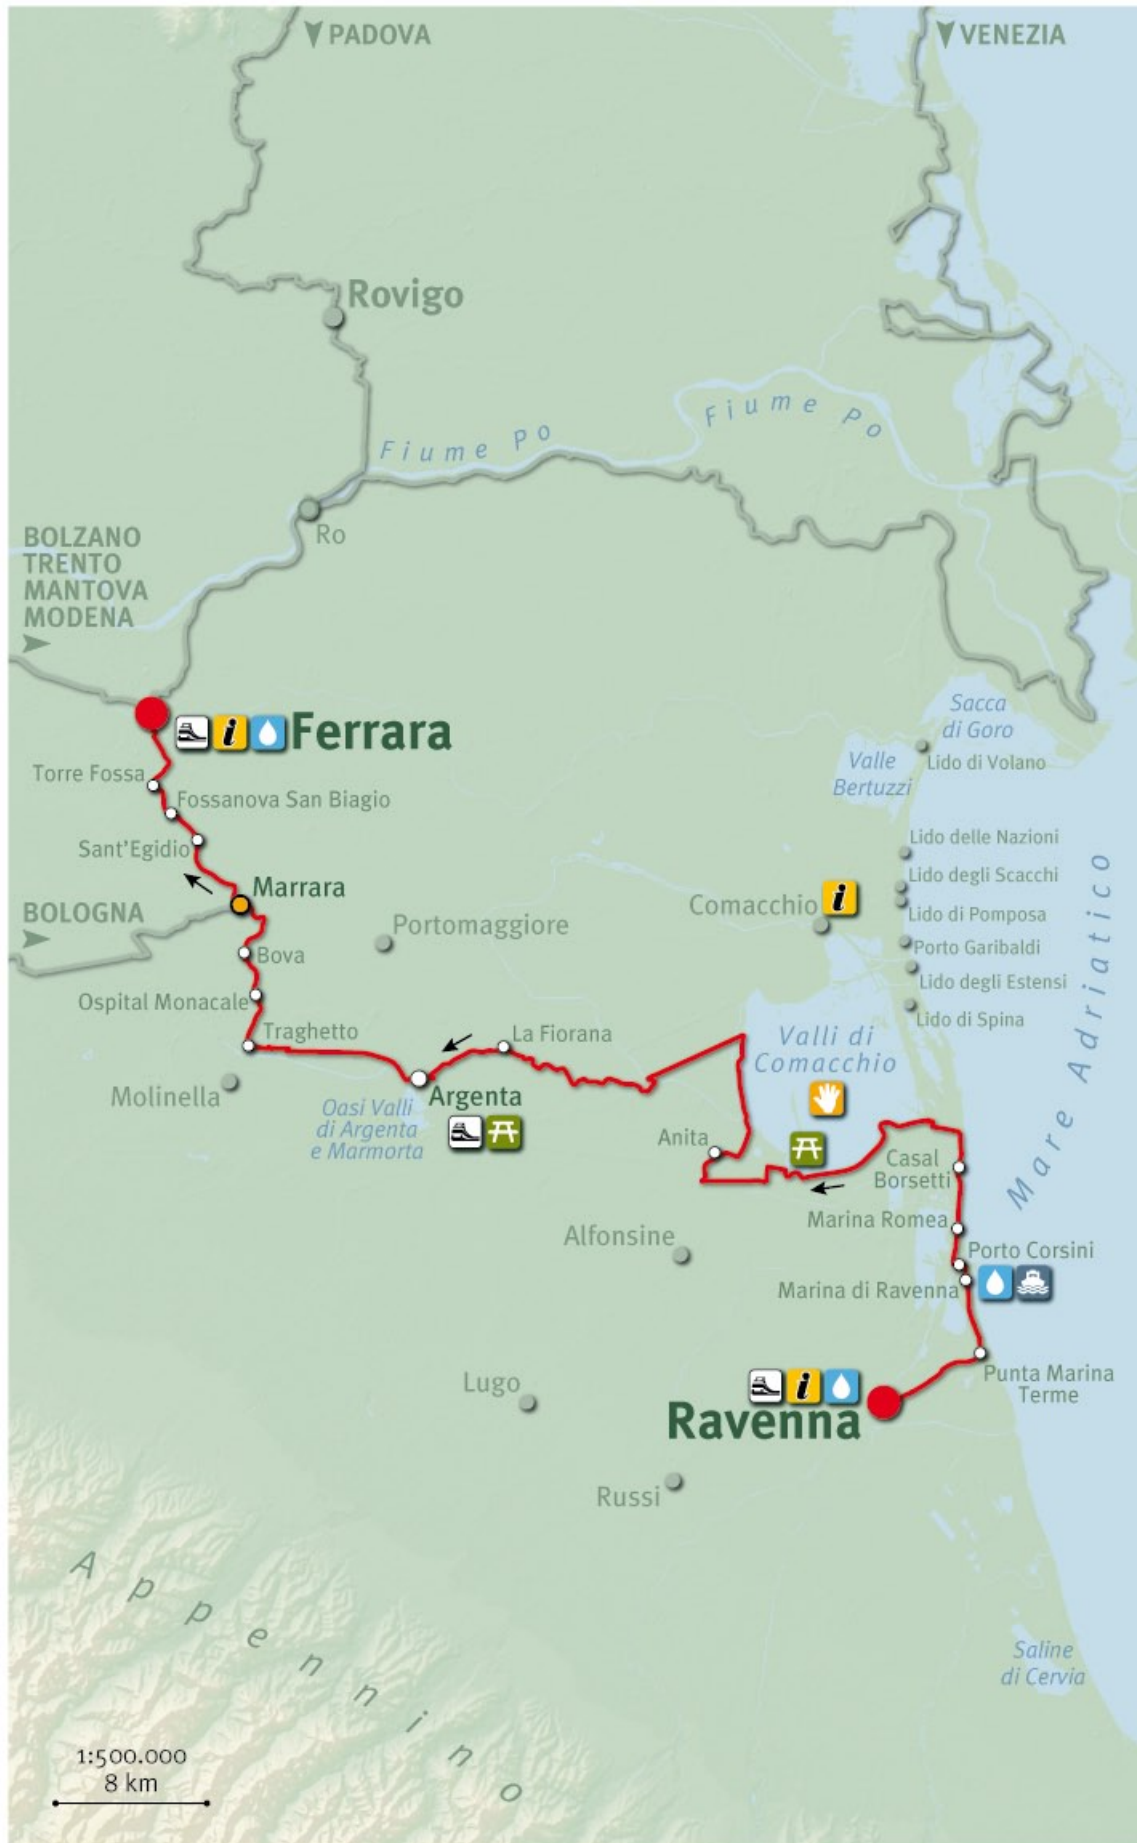 PADOVA
VENEZIA
Rovigo
Fiume Po
Fiume Po
Ro
BOLZANO
TRENTO
MANTOVA
MODENA
Sacca
di Goro
Lido di Volano
Valle
Bertuzzi
i
Ferrara
Torre Fossa
Fossanova San Biagio
Sant'Egidio
Marrara
BOLOGNA
Portomaggiore
Comacchio
i
Lido delle Nazioni
Lido degli Scacchi
Lido di Pomposa
Porto Garibaldi
Lido degli Estensi
Lido di Spina
Mare Adriatico
Bova
Ospital Monacale
Traghetto
La Fiorana
Valli di
Comacchio
Molinella
Argenta
Oasi Valli
di Argenta
e Marmorta
Anita
Casal
Borsetti
Marina Romea
Alfonsine
Porto Corsini
Marina di Ravenna
Punta Marina
Terme
Lugo
i
Ravenna
Russi
Appennino
Saline
di Cervia
1:500.000
8 km